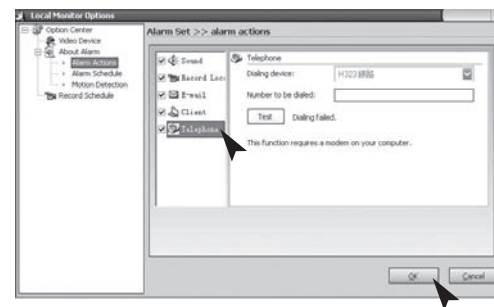 Local Monitor Options
Option Center
Video Device
About Alarm
Alarm Actions
Alarm Schedule
Motion Detection
Record Schedule
Alarm Set >> alarm actions
Sound
Record Loc
E-mail
Client
Telephone
Telephone
Dialing device:
H323
Number to be dialed:
Test
Dialing failed.
This function requires a modem on your computer.
OK
Cancel